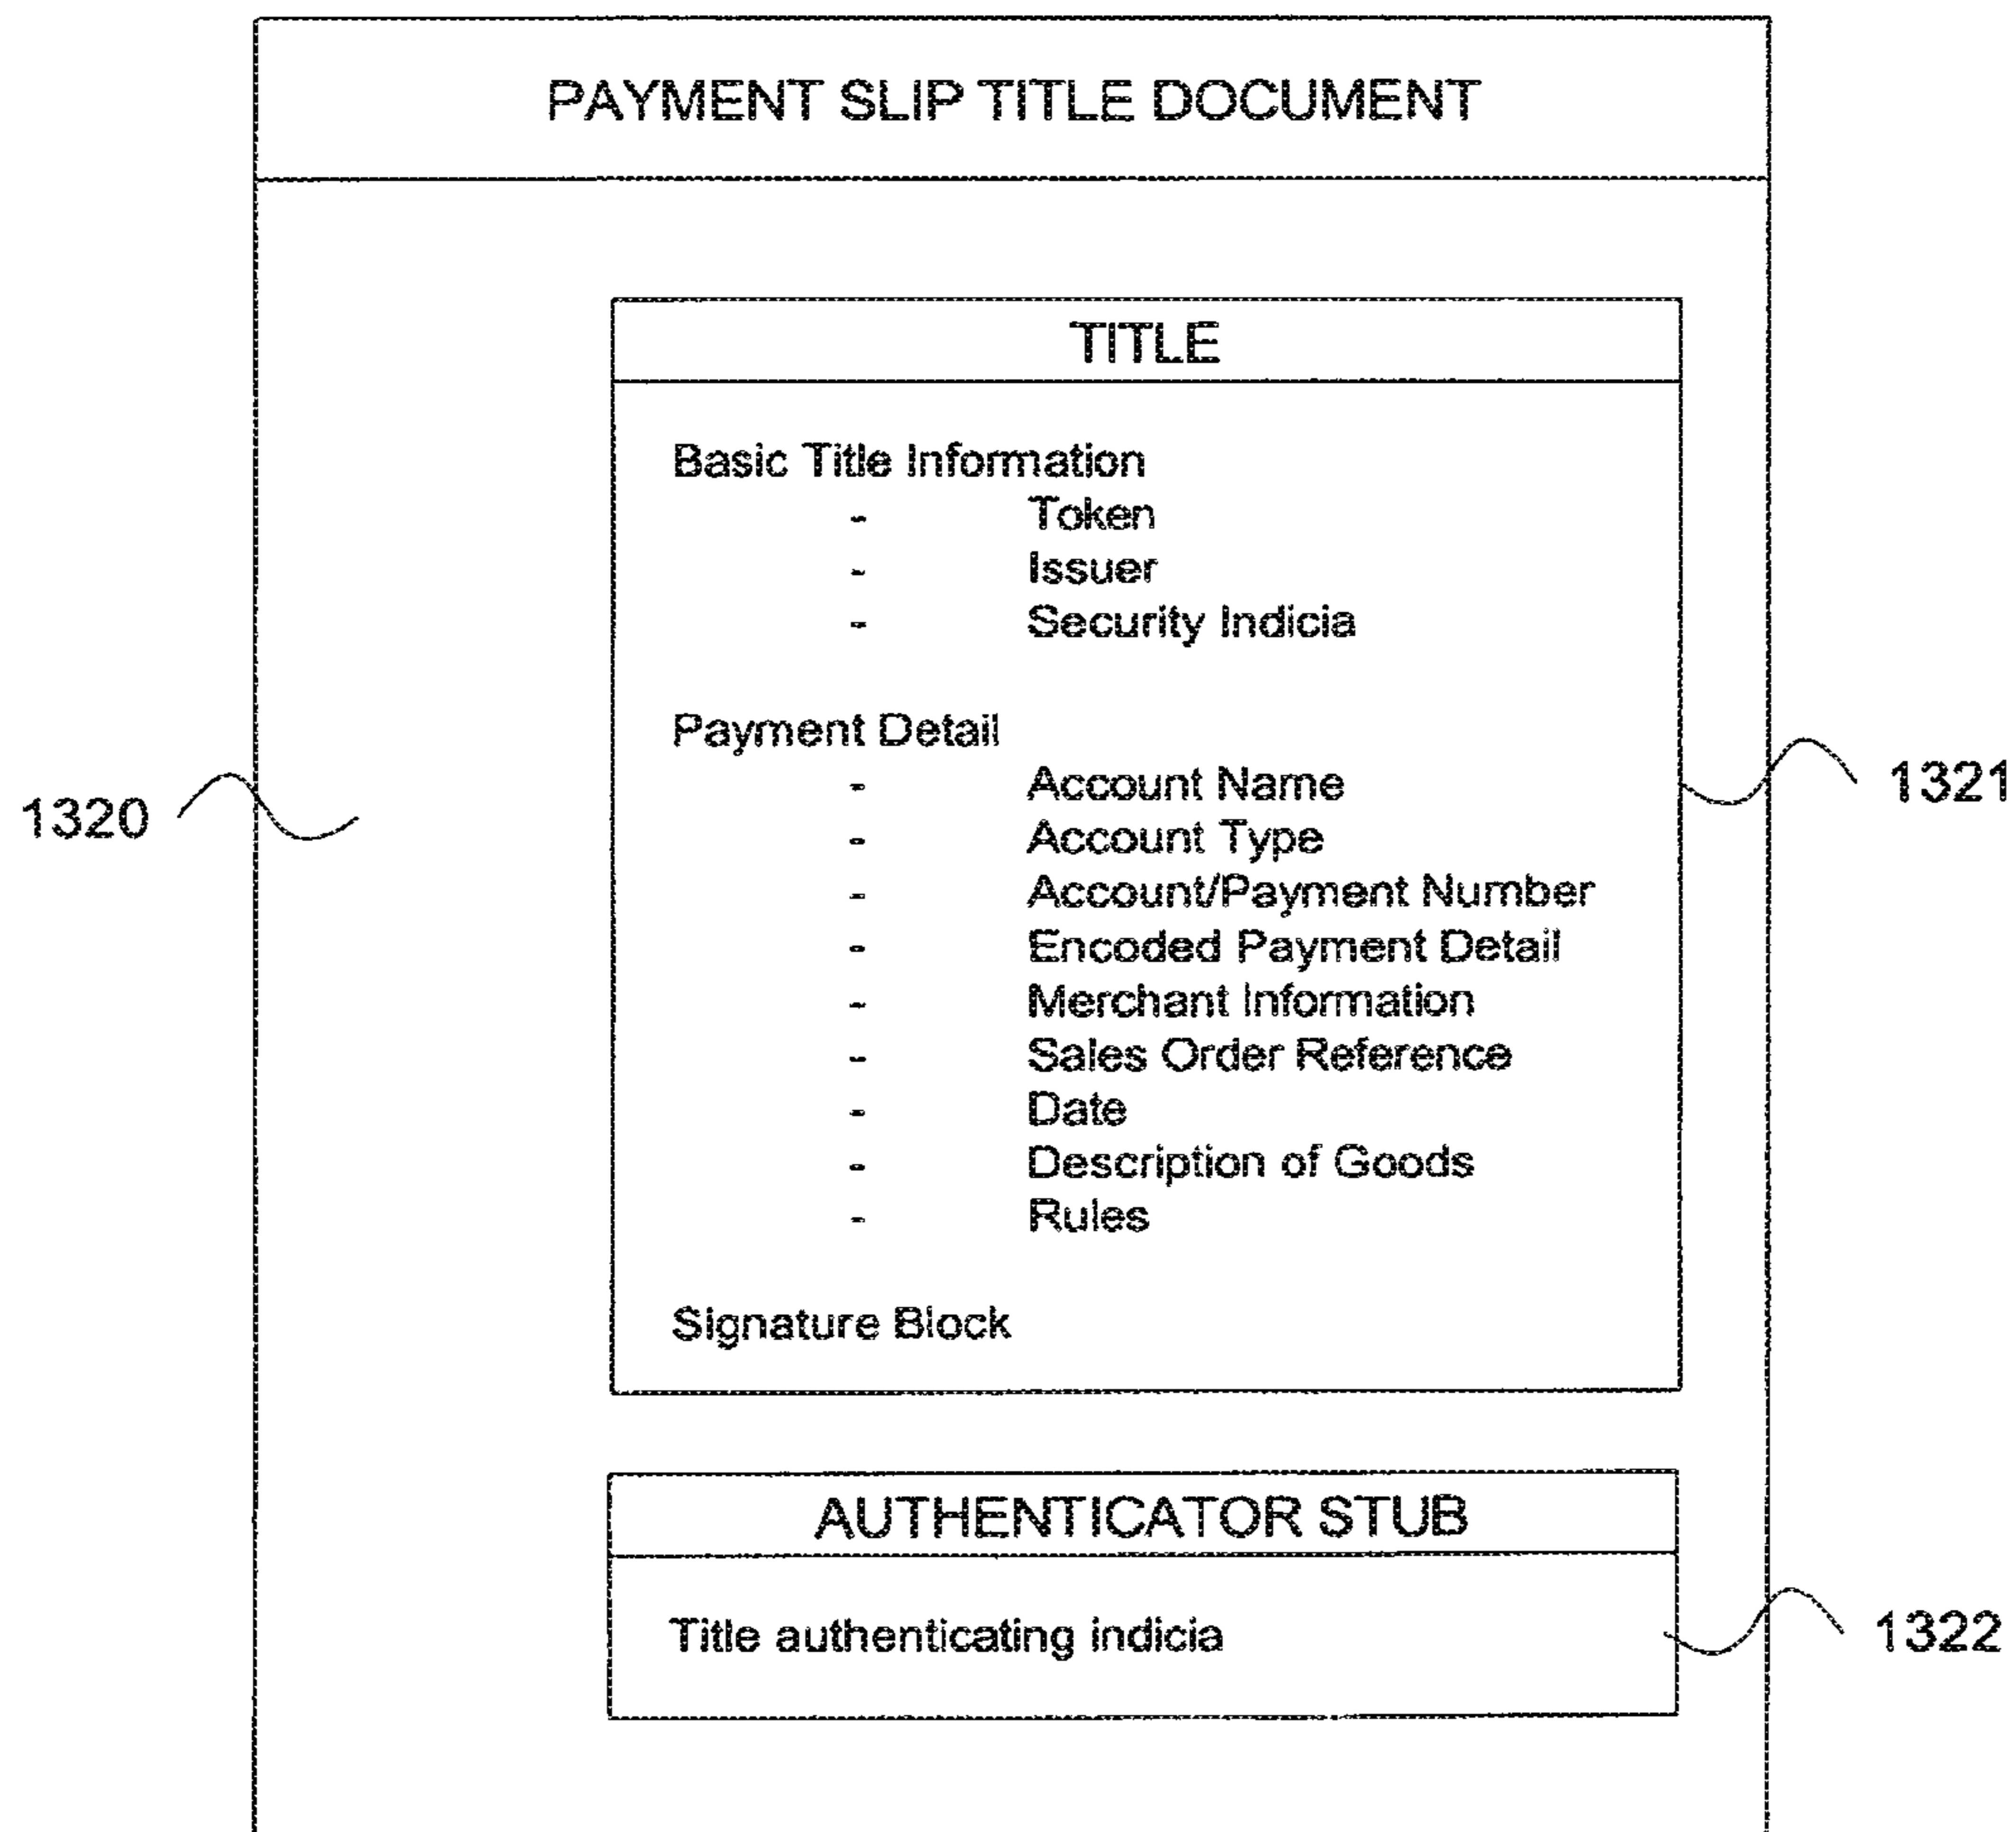 PAYMENT SLIP TITLE DOCUMENT
TITLE
Basic Title Information
- Token
- Issuer
- Security Indicia
Payment Detail
- Account Name
- Account Type
- Account/Payment Number
- Encoded Payment Detail
- Merchant Information
- Sales Order Reference
- Date
- Description of Goods
- Rules
Signature Block
1320
1321
AUTHENTICATOR STUB
Title authenticating indicia
1322